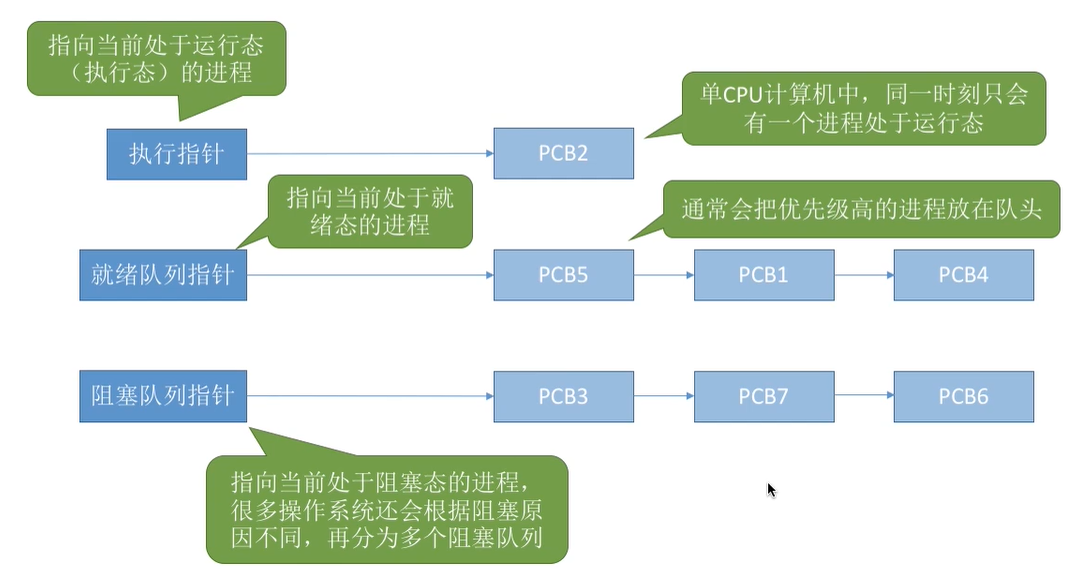 指向当前处于运行态
（执行态）的进程
单CPU计算机中，同一时刻只会
有一个进程处于运行态
执行指针
PCB2
指向当前处于就
绪态的进程
通常会把优先级高的进程放在队头
就绪队列指针
PCB5
PCB1
PCB4
阻塞队列指针
PCB3
PCB7
PCB6
指向当前处于阻塞态的进程，
很多操作系统还会根据阻塞原
因不同，再分为多个阻塞队列